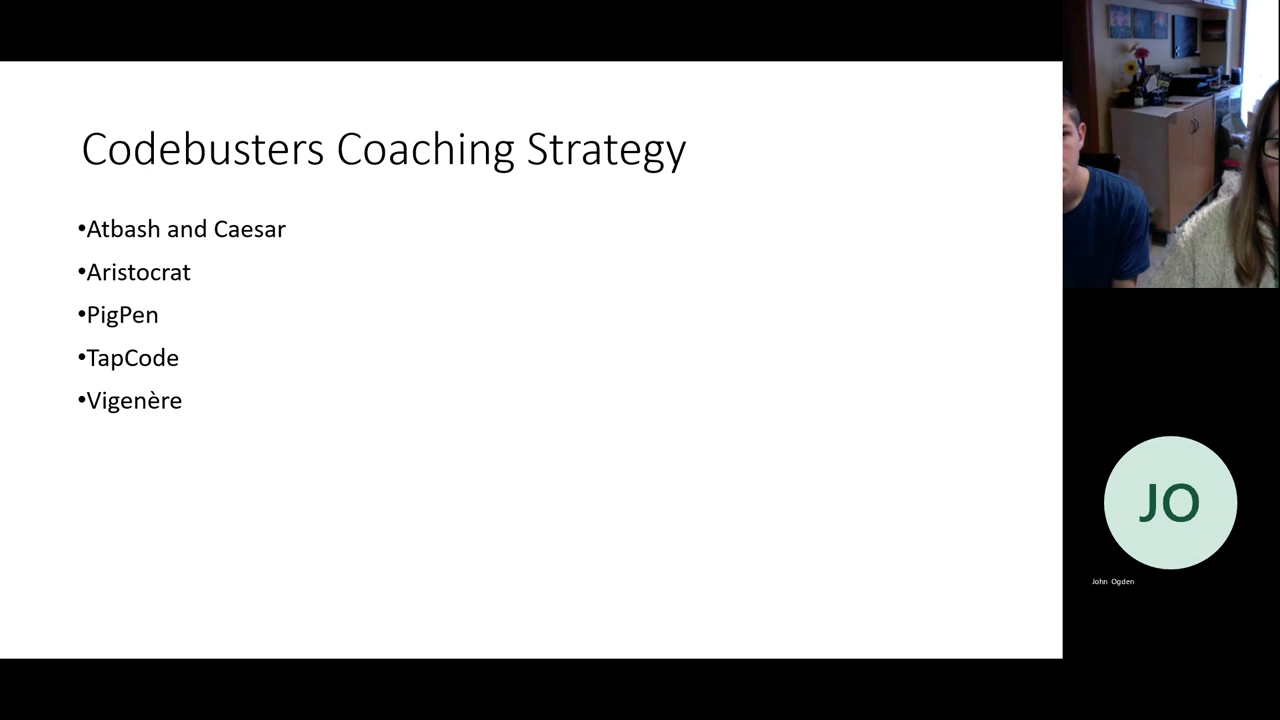 Codebusters Coaching Strategy
•Atbash and Caesar
•Aristocrat
•PigPen
•TapCode
•Vigenère
JO
John Ogden